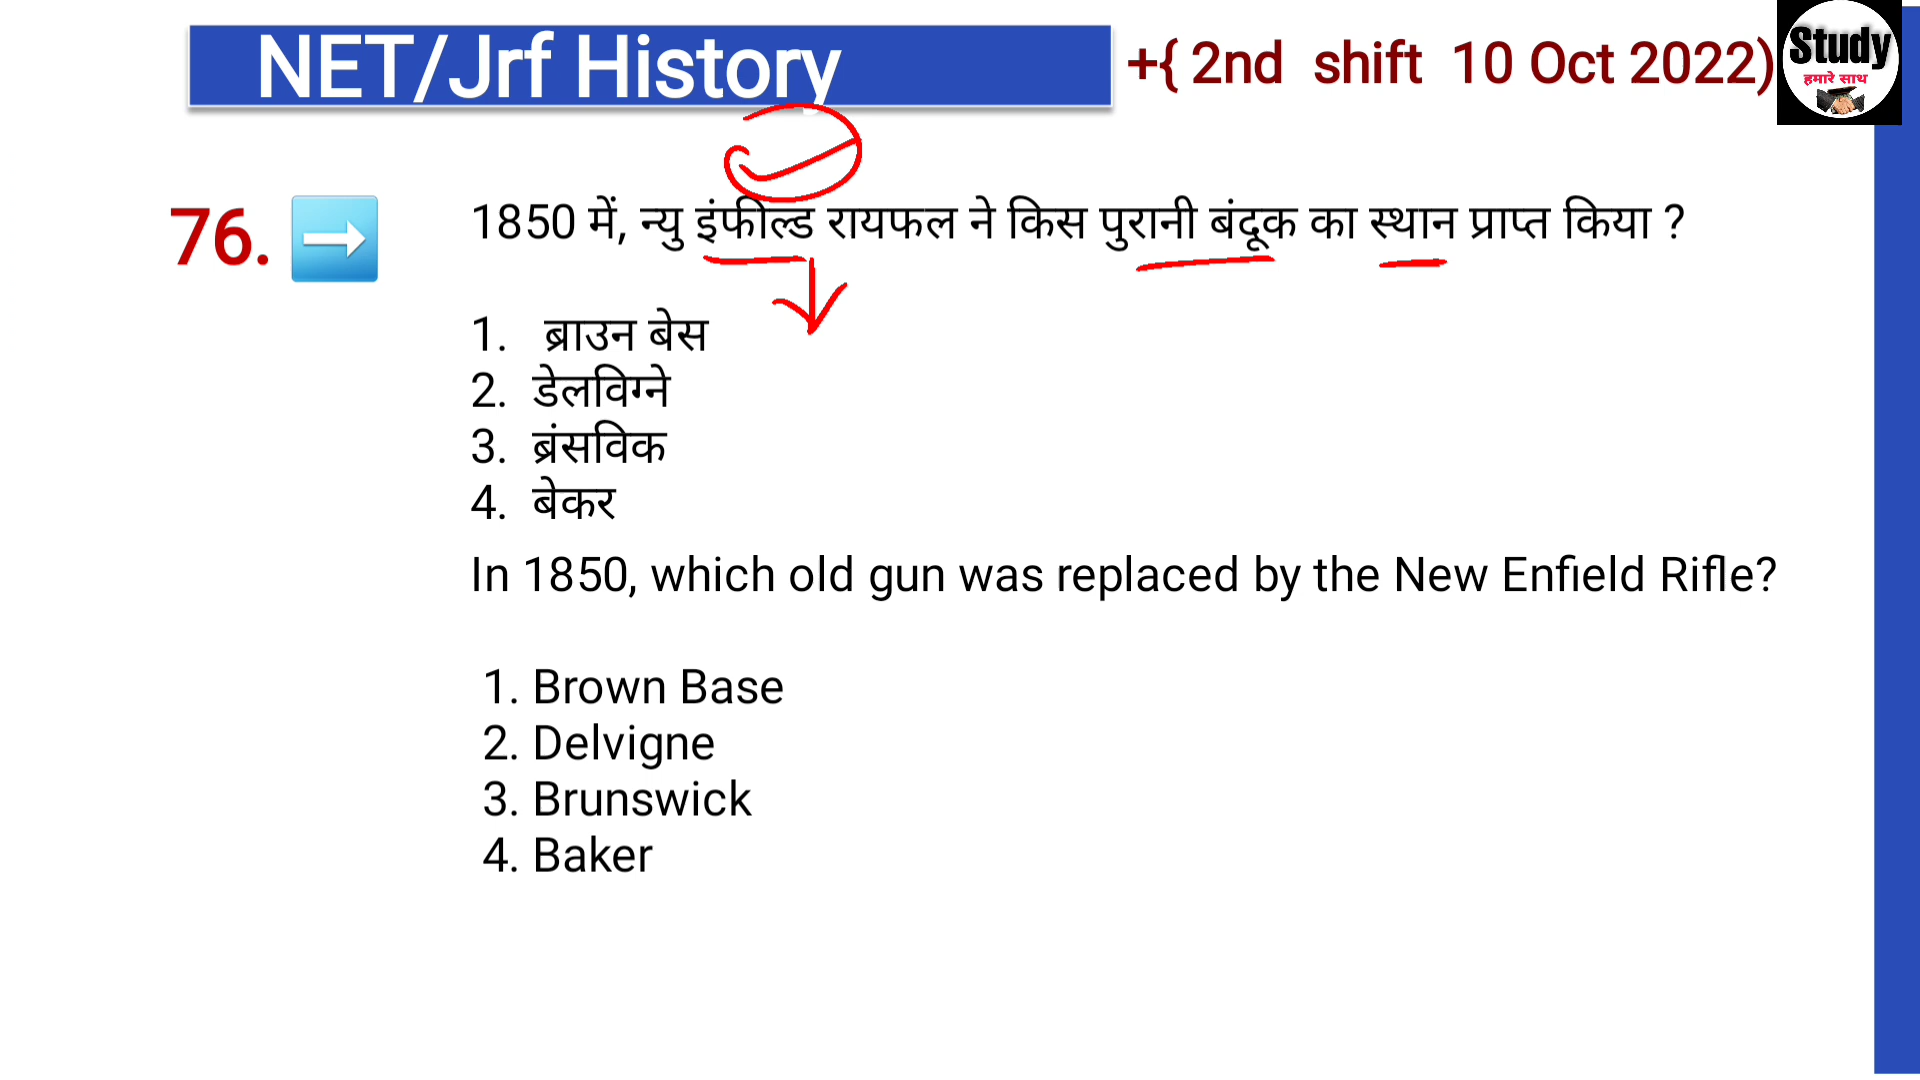 NET/Jrf History
+{ 2nd shift 10 Oct 2022)
Study
हमारे साथ
76.
1850 में, न्यु इंफील्ड रायफल ने किस पुरानी बंदूक का स्थान प्राप्त किया ?
1. ब्राउन बेस
2. डेलविग्ने
3. ब्रंसविक
4. बेकर
In 1850, which old gun was replaced by the New Enfield Rifle?
1. Brown Base
2. Delvigne
3. Brunswick
4. Baker